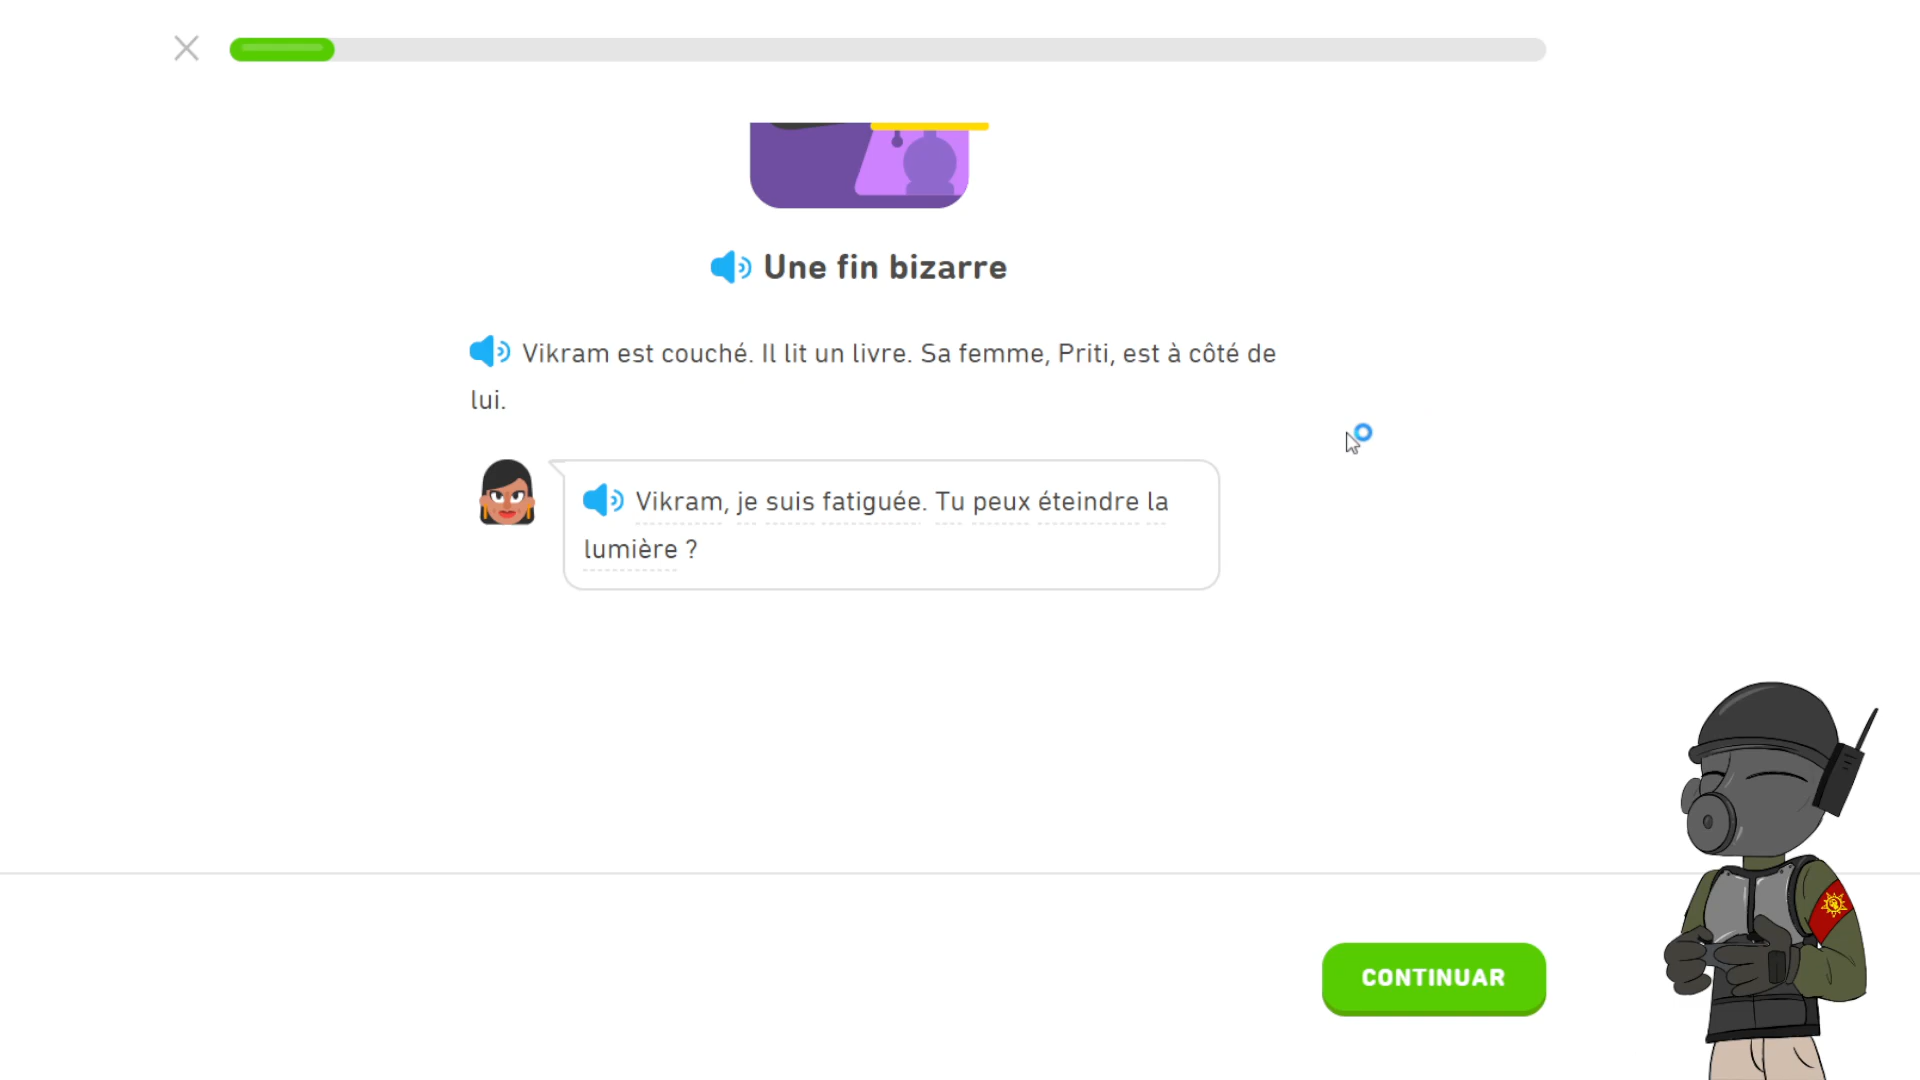 Une fin bizarre
Vikram est couché. Il lit un livre. Sa femme, Priti, est à côté de
lui.
Vikram, je suis fatiguée. Tu peux éteindre la
lumière ?
CONTINUAR